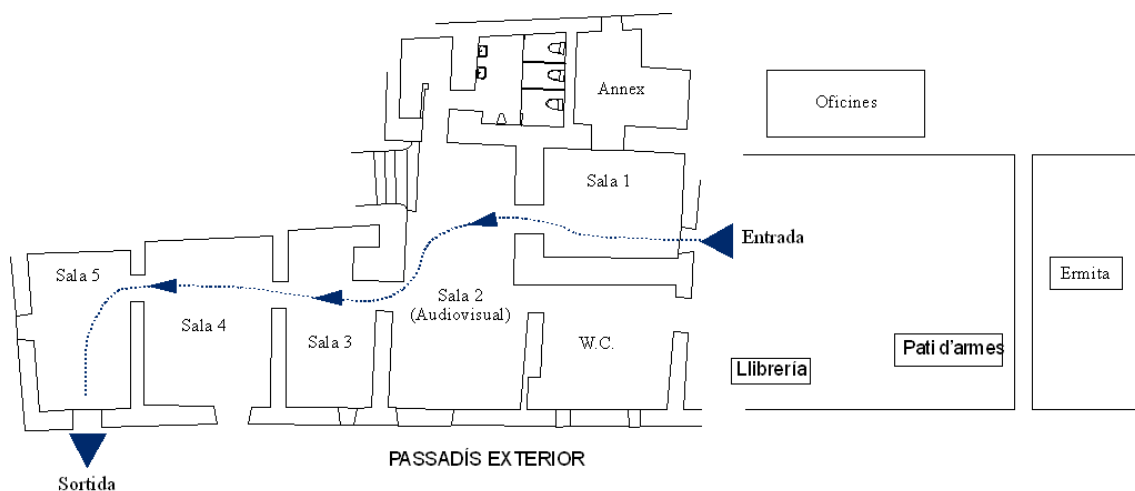 Annex
Oficines
Sala 1
Entrada
Sala 5
Ermita
Sala 2
(Audiovisual)
Sala 4
Sala 3
W.C.
Pati d'armes
Llibrería
PASSADÍS EXTERIOR
Sortida